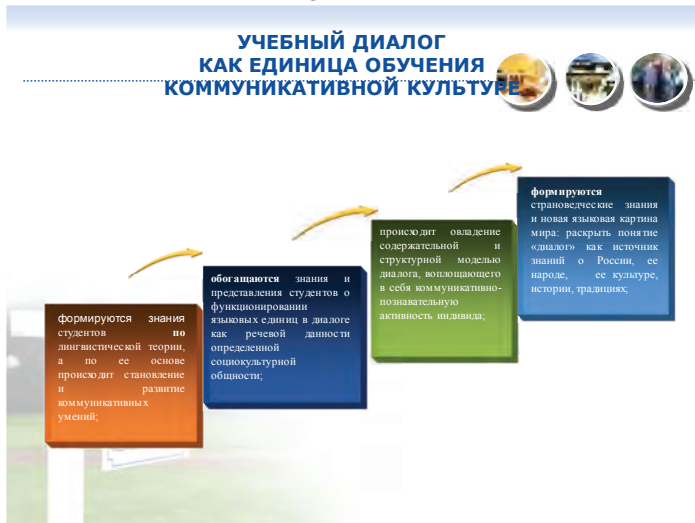 УЧЕБНЫЙ ДИАЛОГ
КАК ЕДИНИЦА ОБУЧЕНИЯ
КОММУНИКАТИВНОЙ КУЛЬТУРЕ
формируются знания
студентов по
лингвистической теории,
а по ее основе
происходит становление
и развитие
коммуникативных
умений;
обогащаются знания и
представления студентов о
функционировании
языковых единиц в диалоге
как речевой данности
определенной
социокультурной
общности;
происходит овладение
содержательной и
структурной моделью
диалога, воплощающего
в себя коммуникативно-
познавательную
активность индивида;
формируются
страноведческие знания
и новая языковая картина
мира: раскрыть понятие
«диалог» как источник
знаний о России, ее
народе, ее культуре,
истории, традициях;